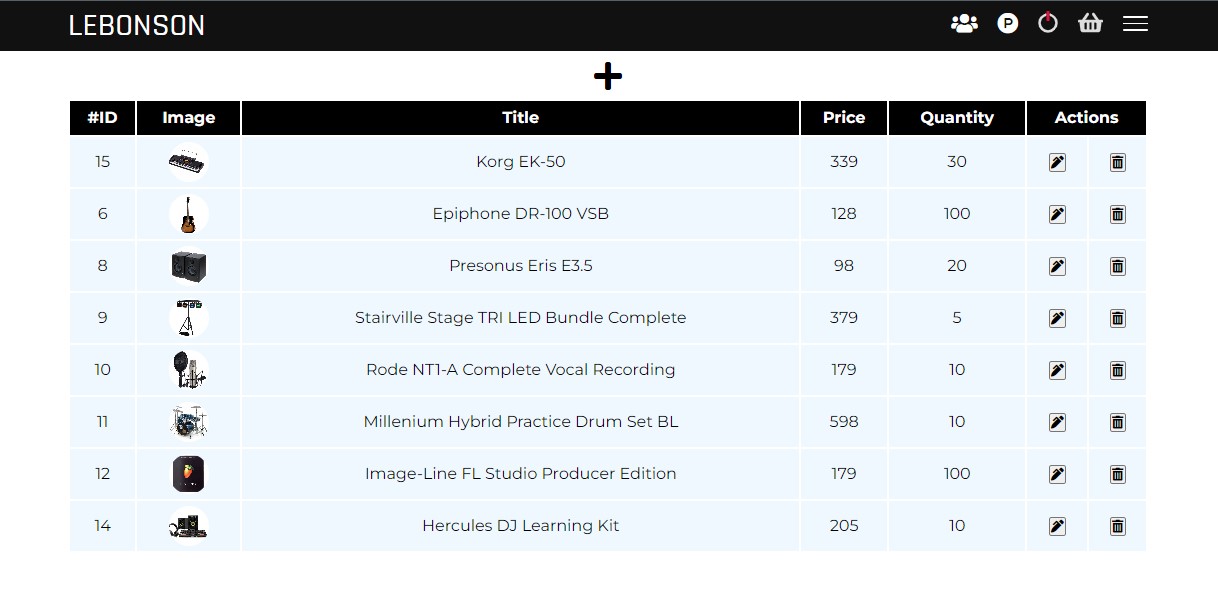 LEBONSON
P
#ID Image Title Price Quantity Actions
15 Korg EK-50 339 30
6 Epiphone DR-100 VSB 128 100
8 Presonus Eris E3.5 98 20
9 Stairville Stage TRI LED Bundle Complete 379 5
10 Rode NT1-A Complete Vocal Recording 179 10
11 Millenium Hybrid Practice Drum Set BL 598 10
12 Image-Line FL Studio Producer Edition 179 100
14 Hercules DJ Learning Kit 205 10